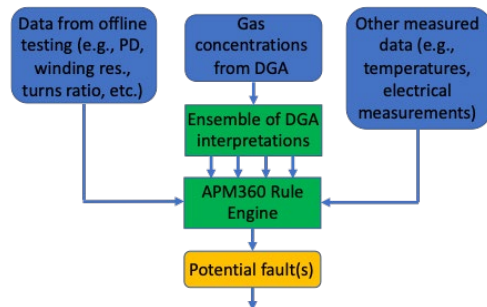 Data from offline
testing (e.g., PD,
winding res.,
turns ratio, etc.)
Gas
concentrations
from DGA
Other measured
data (e.g.,
temperatures,
electrical
measurements)
Ensemble of DGA
interpretations
APM360 Rule
Engine
Potential fault(s)